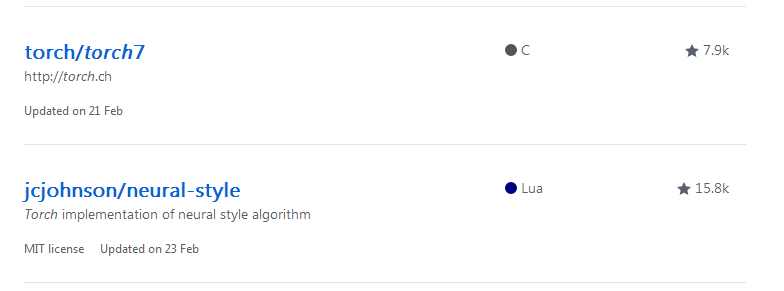 torch/torch7 C 7.9k
http://torch.ch
Updated on 21 Feb
jcjohnson/neural-style Lua 15.8k
Torch implementation of neural style algorithm
MIT license Updated on 23 Feb